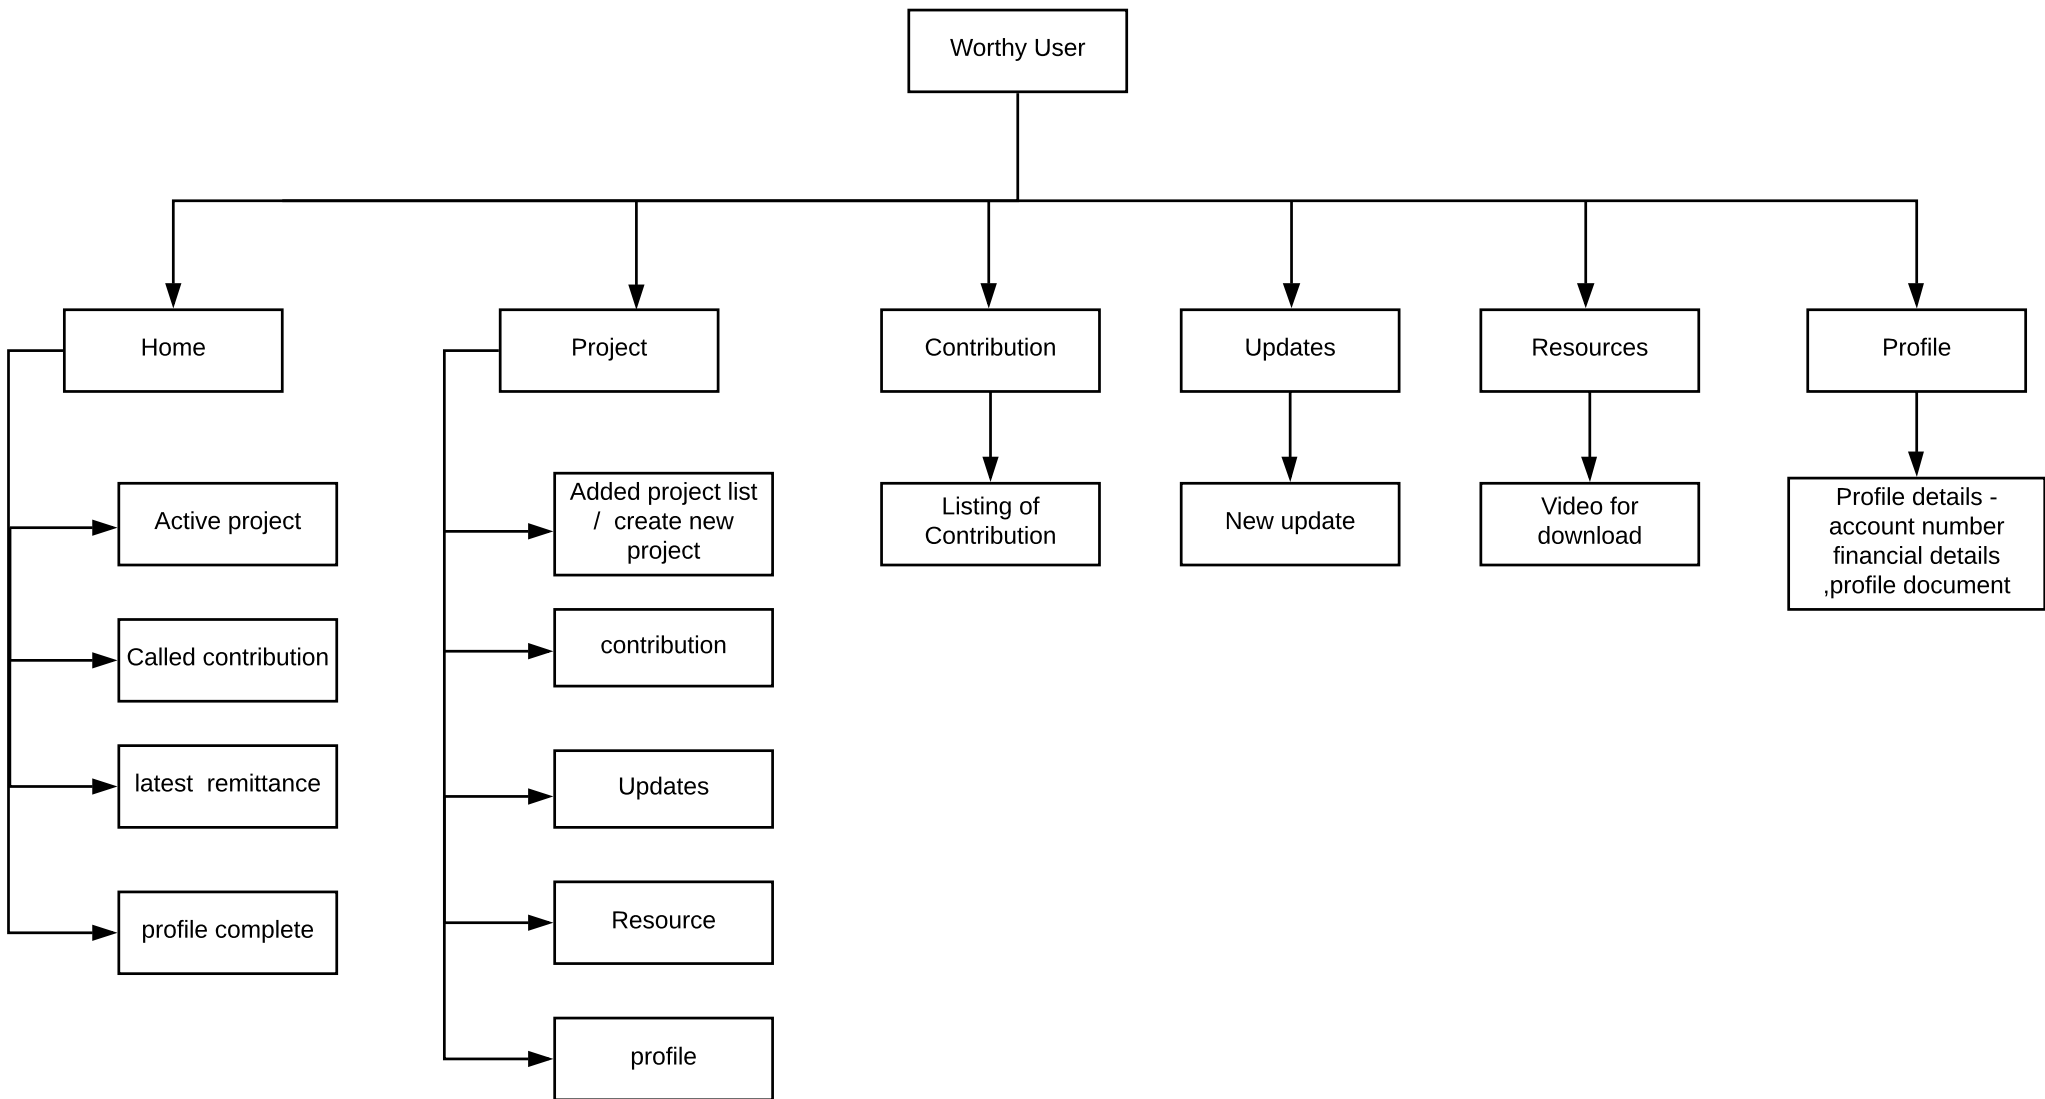 Worthy User
Home
Project
Contribution
Updates
Resources
Profile
Active project
Called contribution
latest  remittance
profile complete
Added project list
/  create new
project
contribution
Updates
Resource
profile
Listing of
Contribution
New update
Video for
download
Profile details -
account number
financial details
,profile document